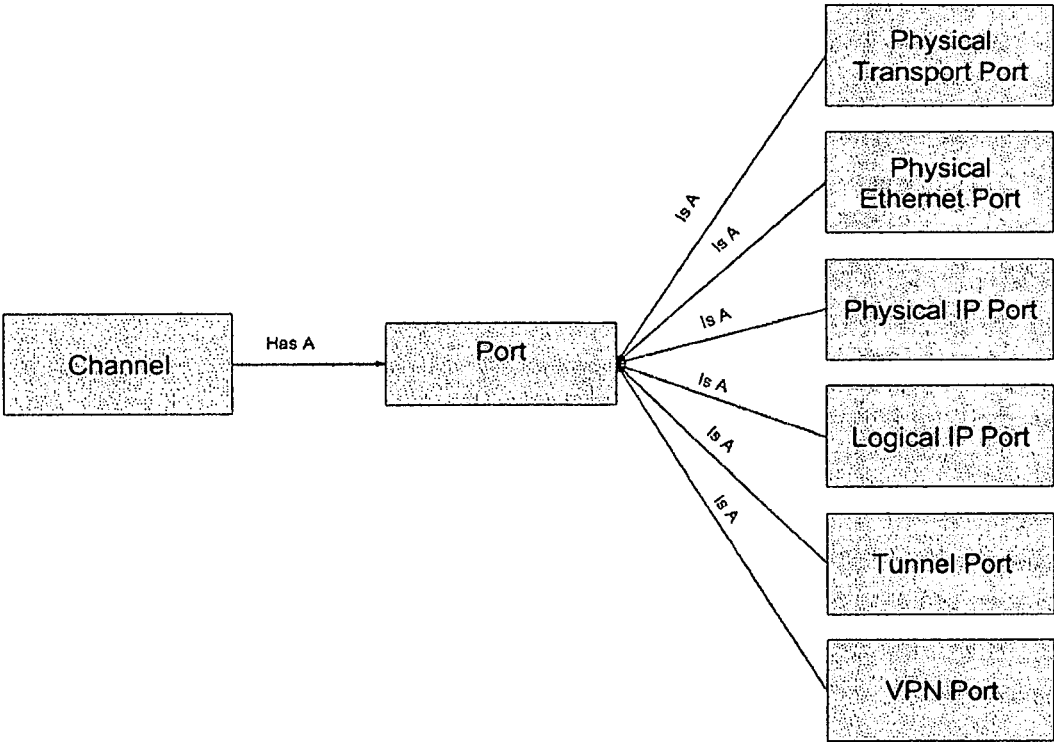 Physical
Transport Port
Physical
Ethernet Port
Is A
Is A
Physical IP Port
Is A
Channel
Has A
Port
Is A
Logical IP Port
Is A
Is A
Tunnel Port
VPN Port